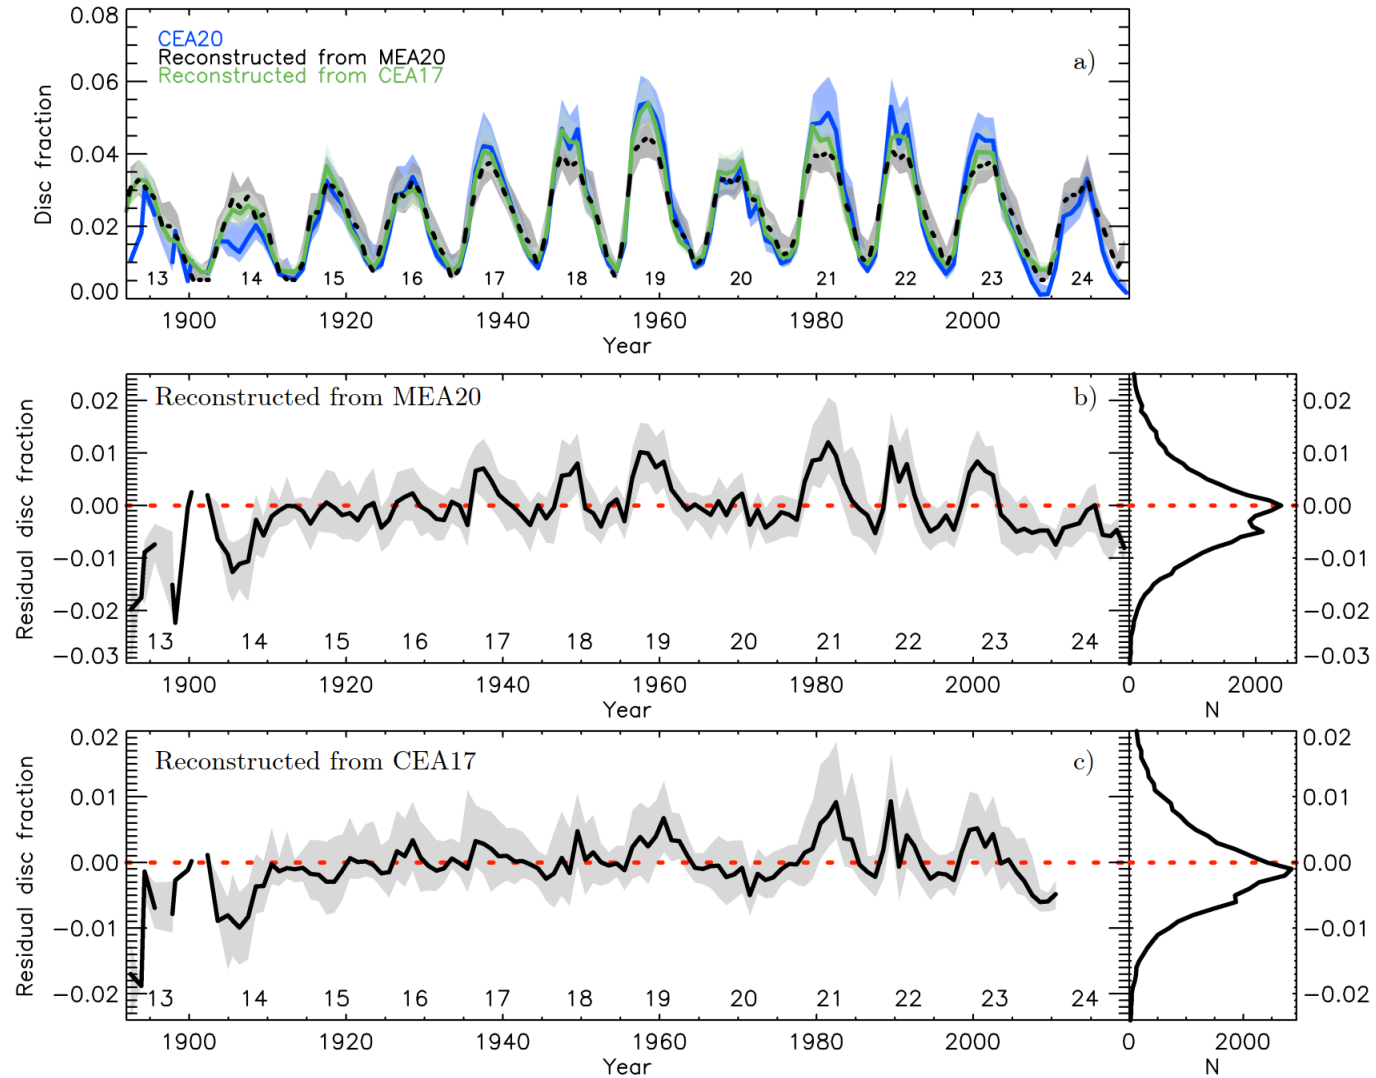 0.08
0.06
0.04
0.02
0.00
Disc fraction
CEA20
Reconstructed from MEA20
Reconstructed from CEA17
a)
13 14 15 16 17 18 19 20 21 22 23 24
1900 1920 1940 1960 1980 2000
Year
0.02
0.01
0.00
−0.01
−0.02
−0.03
Residual disc fraction
Reconstructed from MEA20
b)
13 14 15 16 17 18 19 20 21 22 23 24
1900 1920 1940 1960 1980 2000
Year
0.02
0.01
0.00
−0.01
−0.02
−0.03
0 2000
N
0.02
0.01
0.00
−0.01
−0.02
Residual disc fraction
Reconstructed from CEA17
c)
13 14 15 16 17 18 19 20 21 22 23 24
1900 1920 1940 1960 1980 2000
Year
0.02
0.01
0.00
−0.01
−0.02
0 2000
N